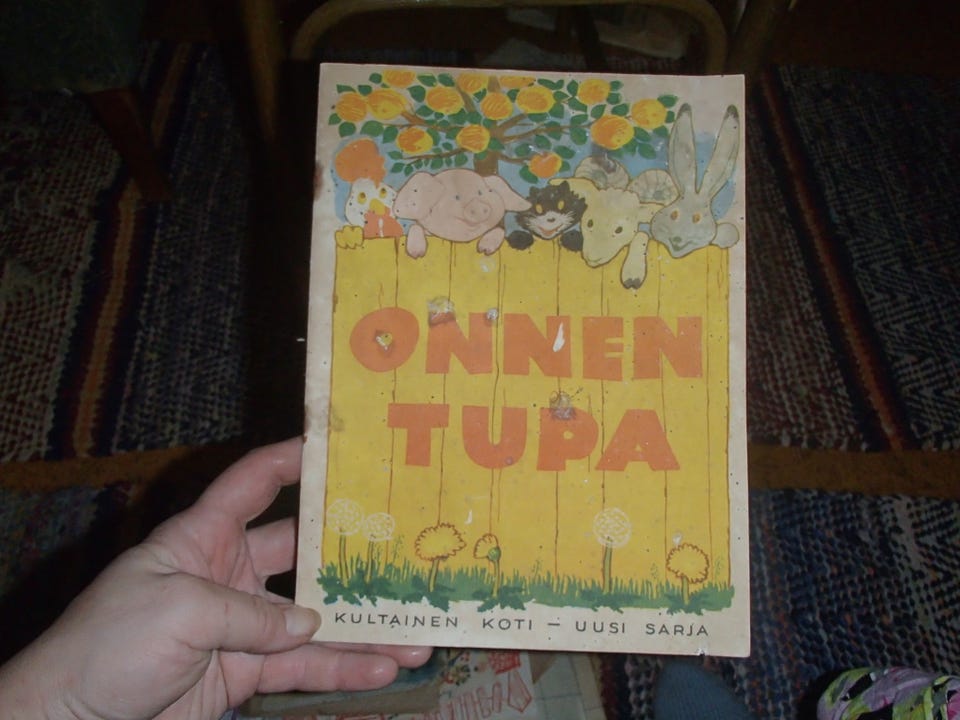 ONNEN
TUPA
KULTAINEN KOTI — UUSI SARJA